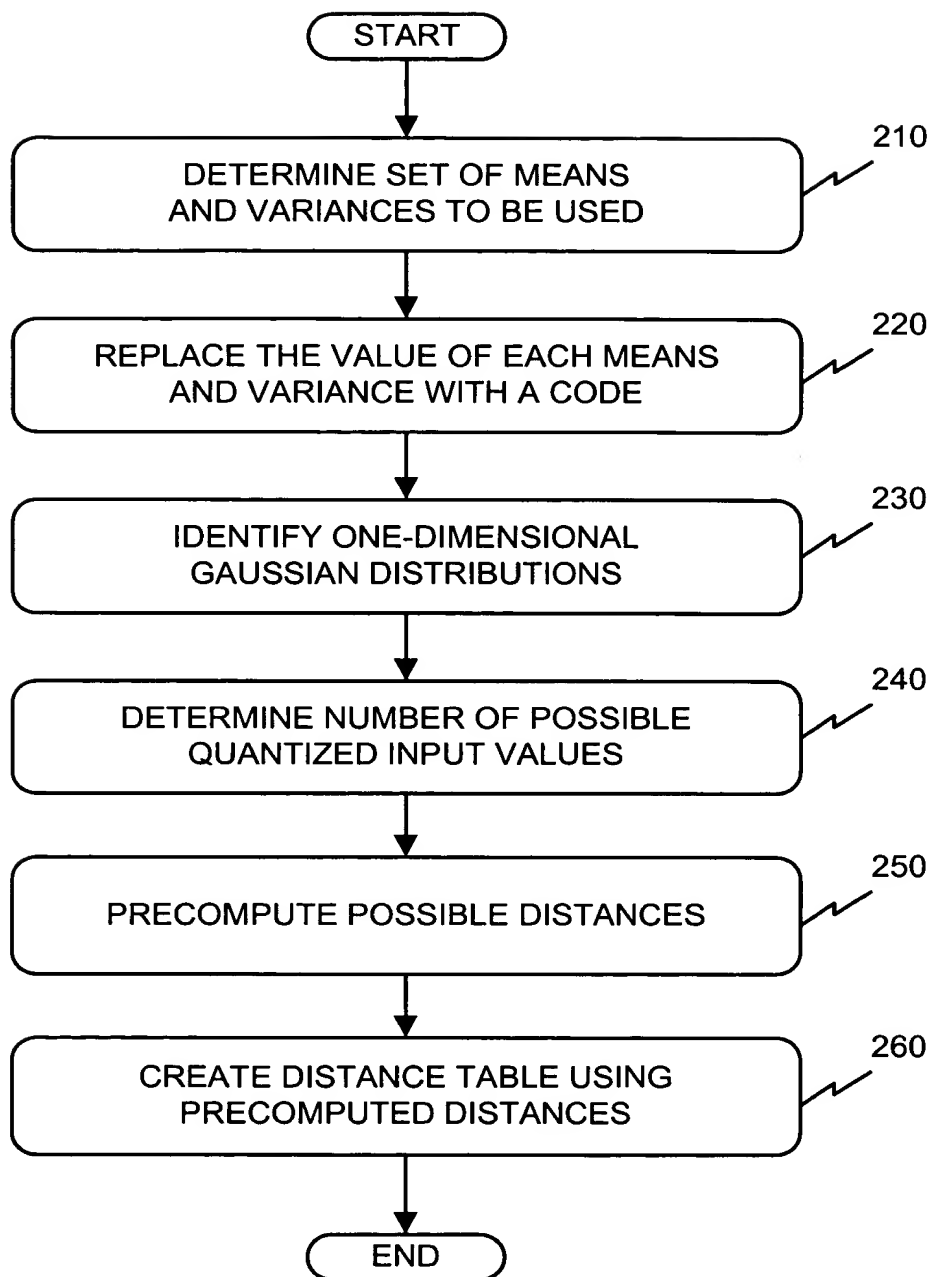 START
210
DETERMINE SET OF MEANS
AND VARIANCES TO BE USED
220
REPLACE THE VALUE OF EACH MEANS
AND VARIANCE WITH A CODE
230
IDENTIFY ONE-DIMENSIONAL
GAUSSIAN DISTRIBUTIONS
240
DETERMINE NUMBER OF POSSIBLE
QUANTIZED INPUT VALUES
250
PRECOMPUTE POSSIBLE DISTANCES
260
CREATE DISTANCE TABLE USING
PRECOMPUTED DISTANCES
END